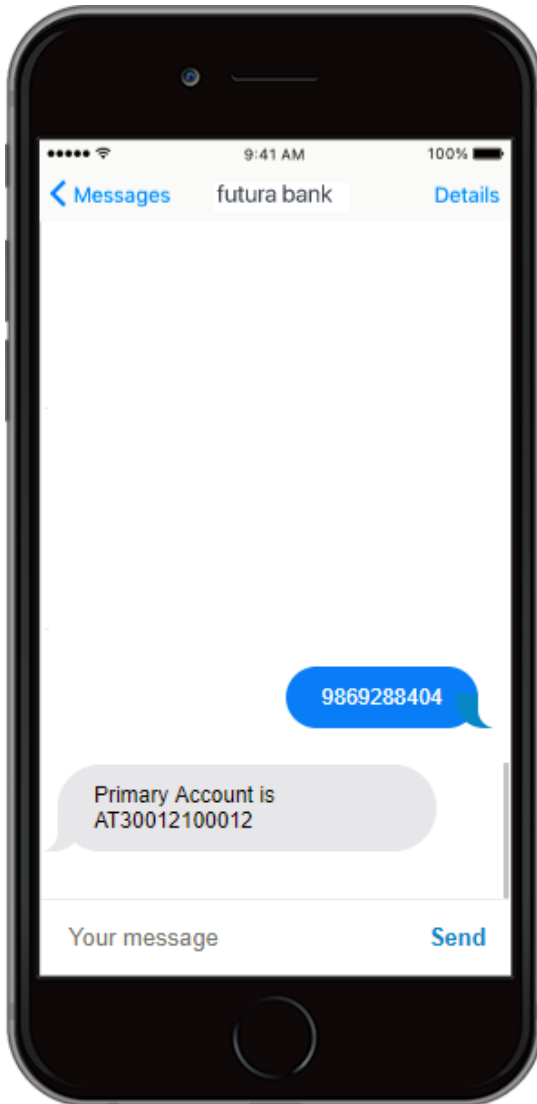 9:41 AM
100%
Messages
futura bank
Details
9869288404
Primary Account is
AT30012100012
Your message
Send